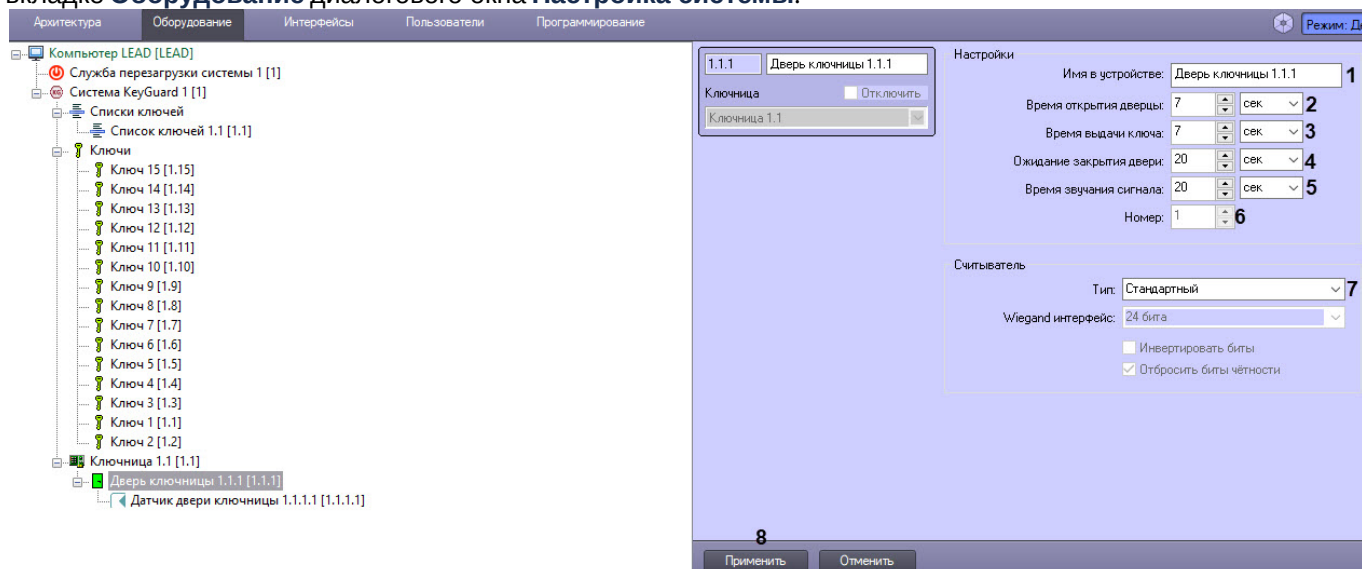 вкладке Оборудование диалогового окна Настройка системы.
Архитектура Оборудование Интерфейсы Пользователи Программирование
Режим: Д
Компьютер LEAD [LEAD]
Служба перезагрузки системы 1 [1]
Система KeyGuard 1 [1]
Списки ключей
Список ключей 1.1 [1.1]
Ключи
Ключ 15 [1.15]
Ключ 14 [1.14]
Ключ 13 [1.13]
Ключ 12 [1.12]
Ключ 11 [1.11]
Ключ 10 [1.10]
Ключ 9 [1.9]
Ключ 8 [1.8]
Ключ 7 [1.7]
Ключ 6 [1.6]
Ключ 5 [1.5]
Ключ 4 [1.4]
Ключ 3 [1.3]
Ключ 1 [1.1]
Ключ 2 [1.2]
Ключница 1.1 [1.1]
Дверь ключницы 1.1.1 [1.1.1]
Датчик двери ключницы 1.1.1.1 [1.1.1.1]
1.1.1 Дверь ключницы 1.1.1
Ключница Отключить
Ключница 1.1
Настройки
Имя в устройстве: Дверь ключницы 1.1.1 1
Время открытия дверцы: 7 сек 2
Время выдачи ключа: 7 сек 3
Ожидание закрытия двери: 20 сек 4
Время звучания сигнала: 20 сек 5
Номер: 1 6
Считыватель
Тип: Стандартный 7
Wiegand интерфейс: 24 бита
Инвертировать биты
Отбросить биты чётности
8
Применить Отменить